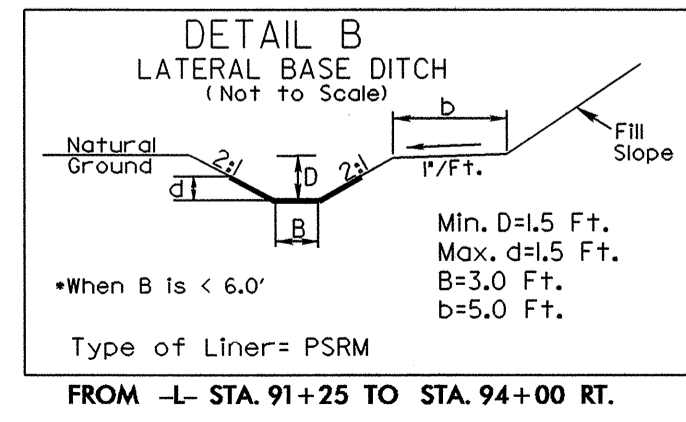 DETAIL B
LATERAL BASE DITCH
(Not to Scale)
b
Natural
Ground
2:1
D
2:1
1"/Ft.
Fill
Slope
d
B
Min. D=1.5 Ft.
Max. d=1.5 Ft.
B=3.0 Ft.
b=5.0 Ft.
*When B is < 6.0'
Type of Liner= PSRM
FROM -L- STA. 91+25 TO STA. 94+00 RT.